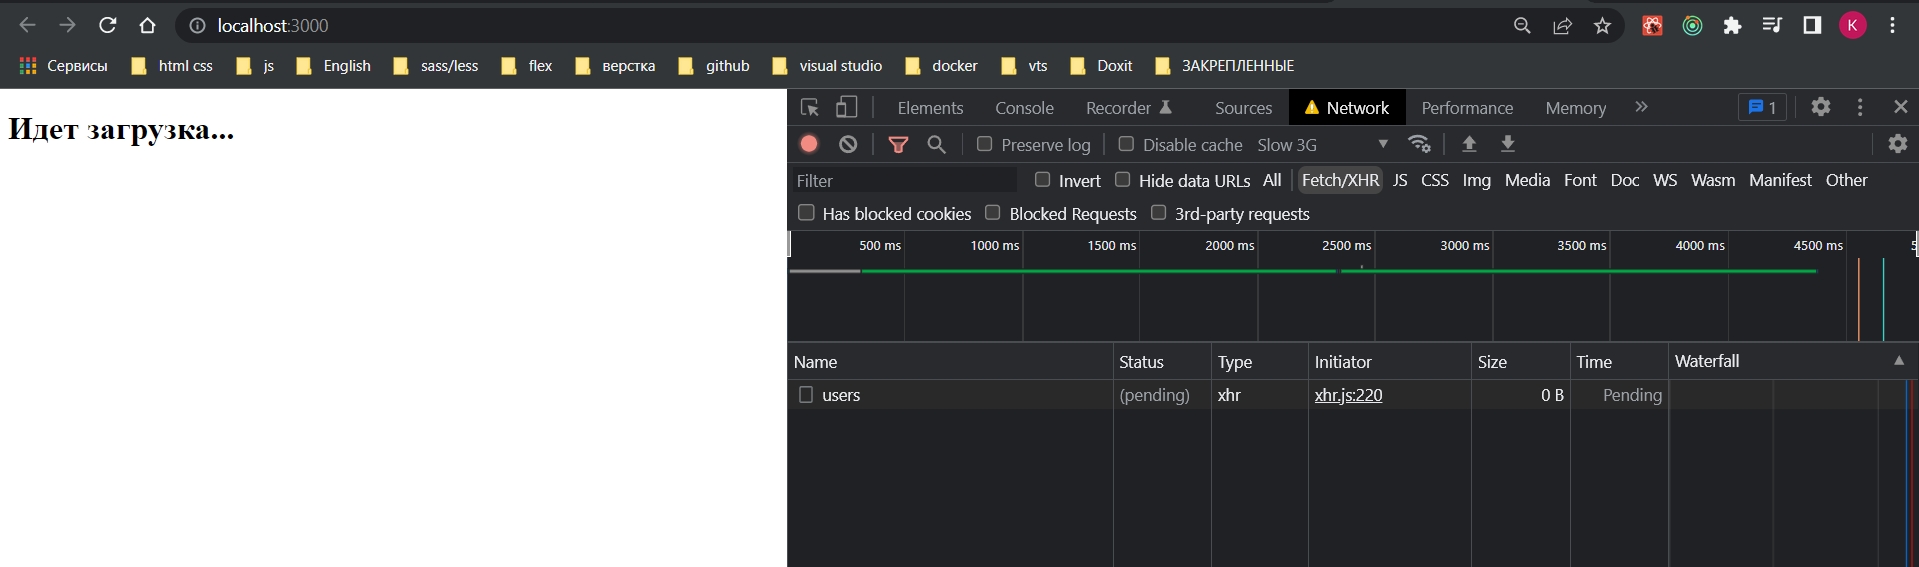 localhost:3000
K
Сервисы html css js English sass/less flex верстка github visual studio docker vts Doxit ЗАКРЕПЛЕННЫЕ
Идет загрузка...
Elements Console Recorder Sources Network Performance Memory 1
Preserve log Disable cache Slow 3G
Filter Invert Hide data URLs All Fetch/XHR JS CSS Img Media Font Doc WS Wasm Manifest Other
Has blocked cookies Blocked Requests 3rd-party requests
500 ms 1000 ms 1500 ms 2000 ms 2500 ms 3000 ms 3500 ms 4000 ms 4500 ms
Name Status Type Initiator Size Time Waterfall
users (pending) xhr xhr.js:220 0 B Pending